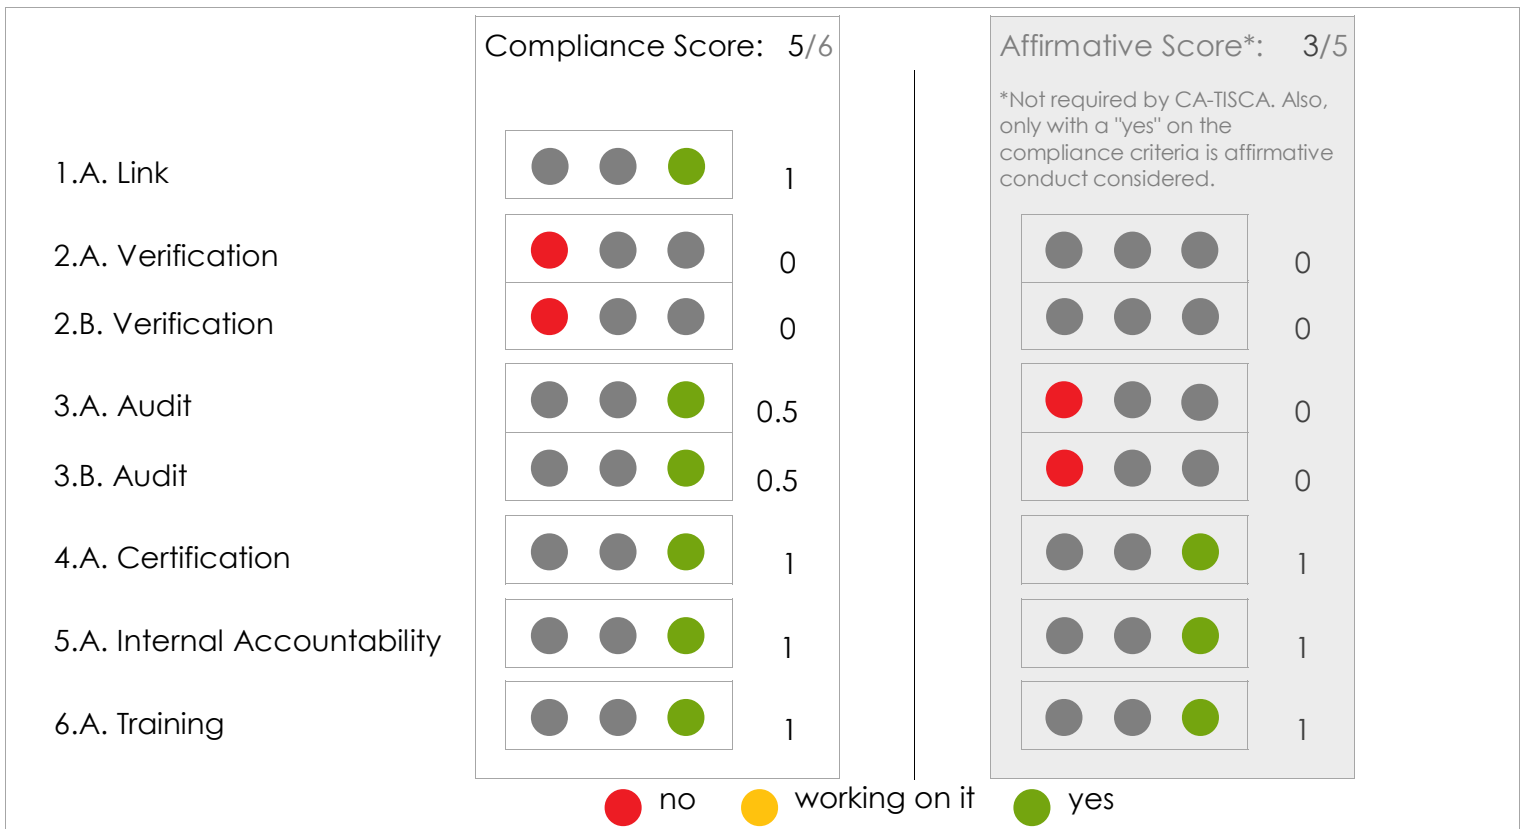 Compliance Score: 5/6
Affirmative Score*: 3/5
*Not required by CA-TISCA. Also,
only with a "yes" on the
compliance criteria is affirmative
conduct considered.
1.A. Link 1
2.A. Verification 0 0
2.B. Verification 0 0
3.A. Audit 0.5 0
3.B. Audit 0.5 0
4.A. Certification 1 1
5.A. Internal Accountability 1 1
6.A. Training 1 1
no working on it yes